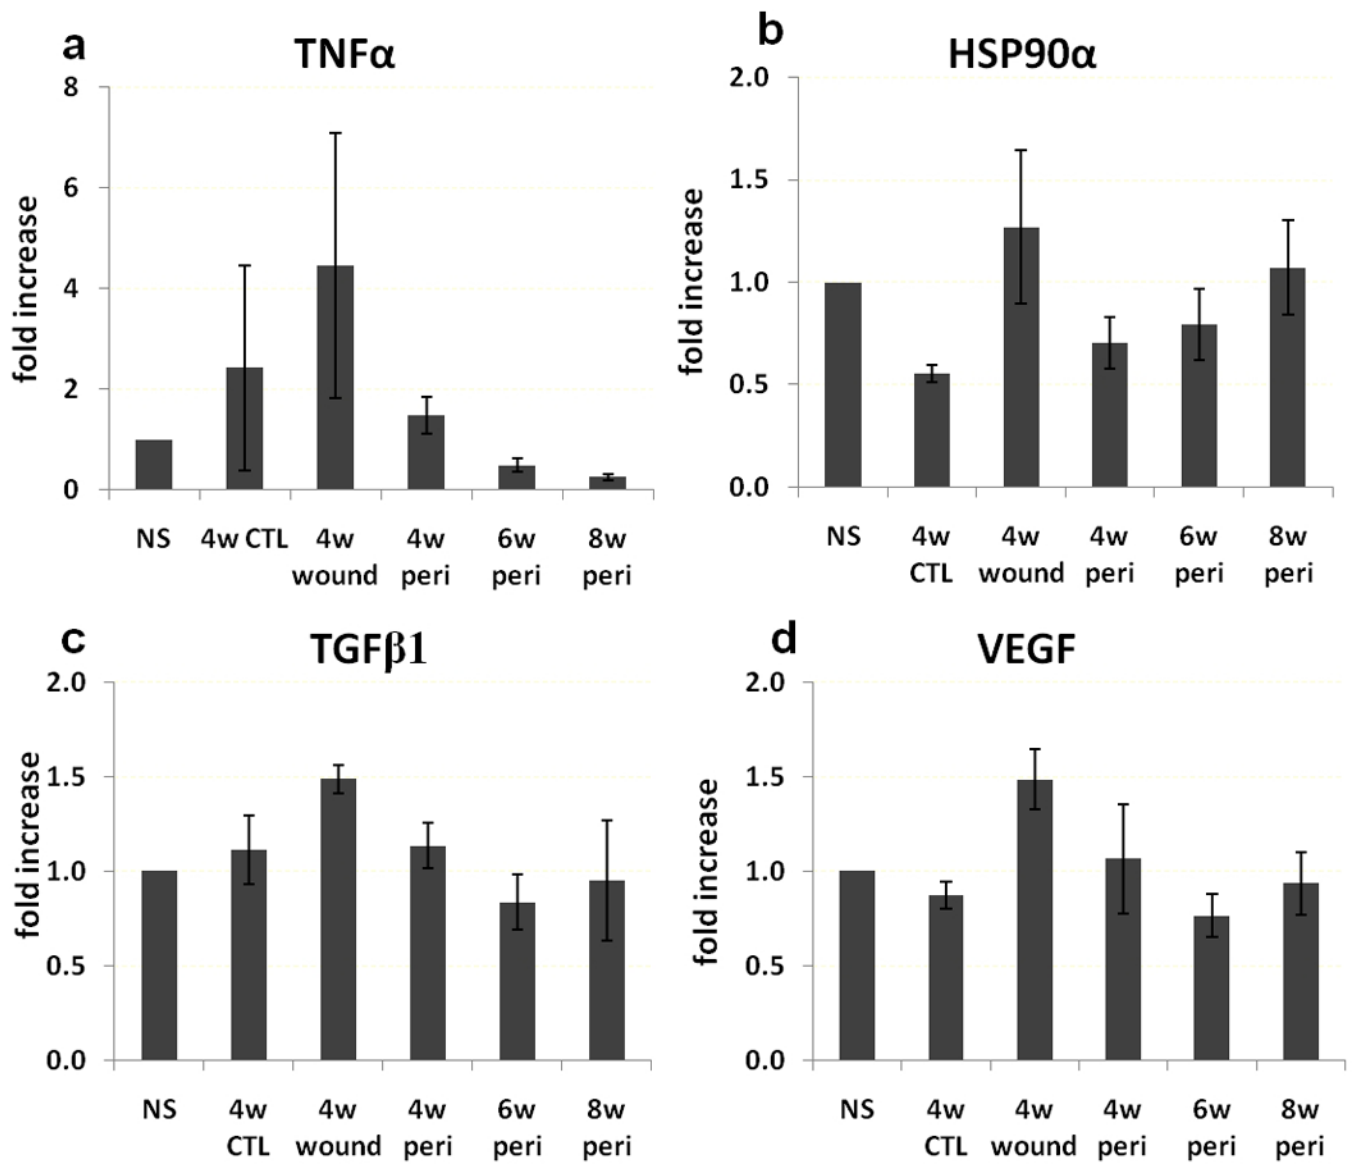 a
TNFα
fold increase
8
6
4
2
0
NS 4w CTL 4w 4w 6w 8w
wound peri peri peri
b
HSP90α
fold increase
2.0
1.5
1.0
0.5
0.0
NS 4w 4w 4w 6w 8w
CTL wound peri peri peri
c
TGFβ1
fold increase
2.0
1.5
1.0
0.5
0.0
NS 4w 4w 4w 6w 8w
CTL wound peri peri peri
d
VEGF
fold increase
2.0
1.5
1.0
0.5
0.0
NS 4w 4w 4w 6w 8w
CTL wound peri peri peri